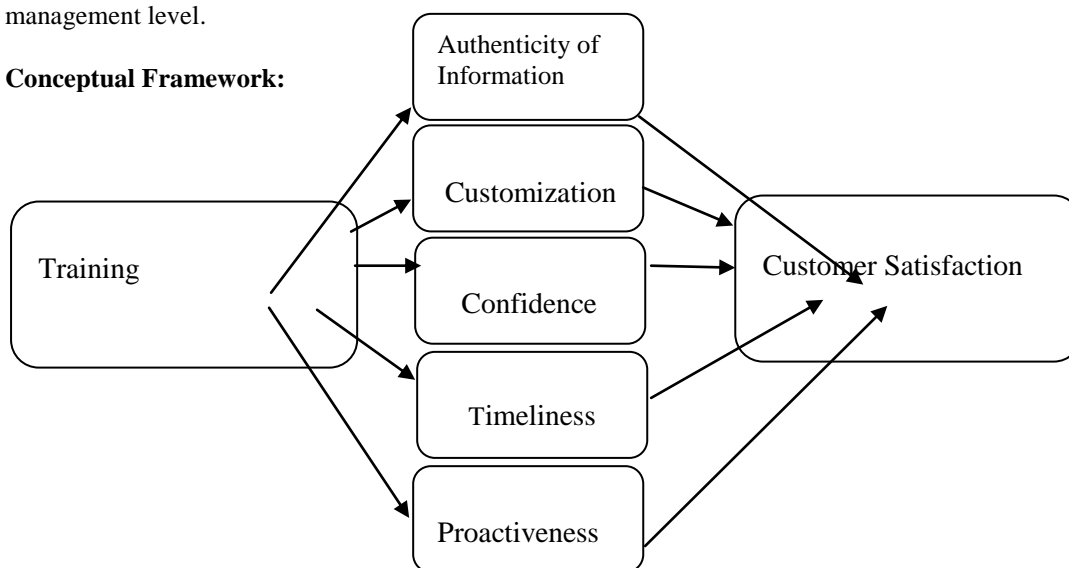 management level.
Conceptual Framework:
Authenticity of
Information
Customization
Training
Customer Satisfaction
Confidence
Timeliness
Proactiveness